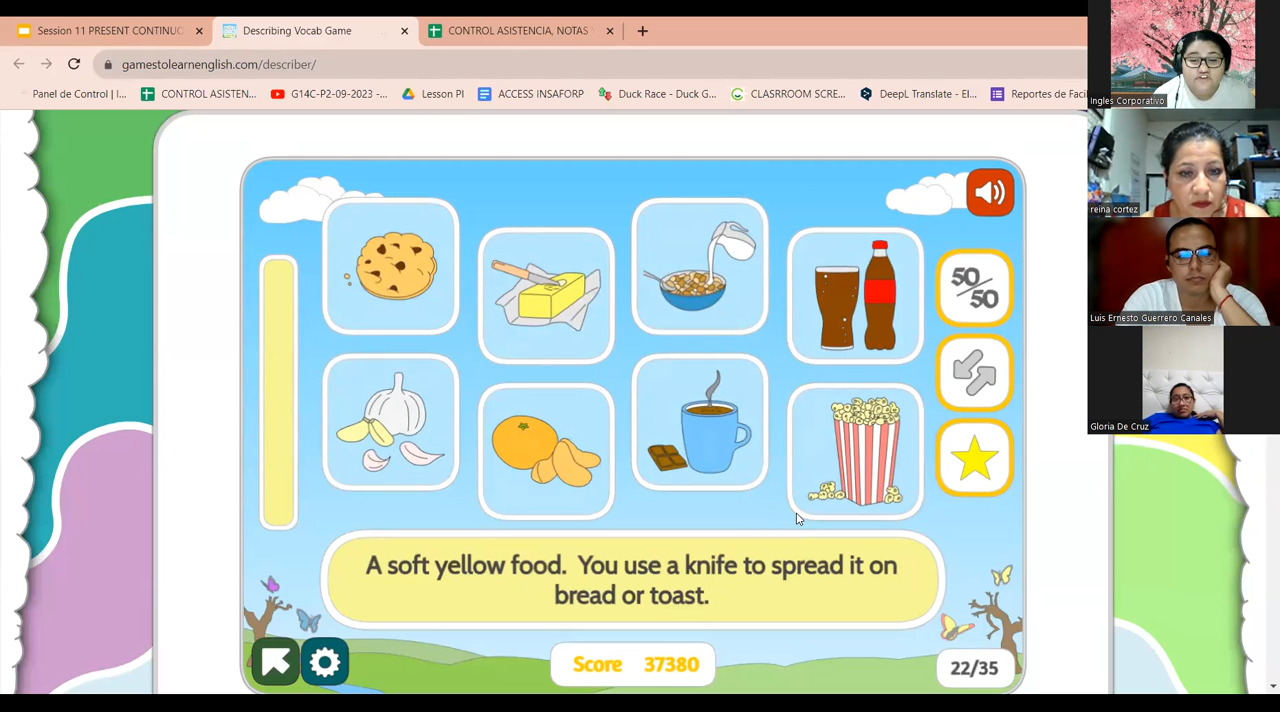 Session 11 PRESENT CONTINUO
Describing Vocab Game
CONTROL ASISTENCIA, NOTAS Y
gamestolearnenglish.com/describer/
Panel de Control | I...
CONTROL ASISTEN...
G14C-P2-09-2023 -...
Lesson PI
ACCESS INSAFORP
Duck Race - Duck G...
CLASRROOM SCRE...
DeepL Translate - El...
Reportes de Facil
Ingles Corporativo
reina cortez
Luis Ernesto Guerrero Canales
Gloria De Cruz
50/50
A soft yellow food. You use a knife to spread it on
bread or toast.
Score 37380
22/35